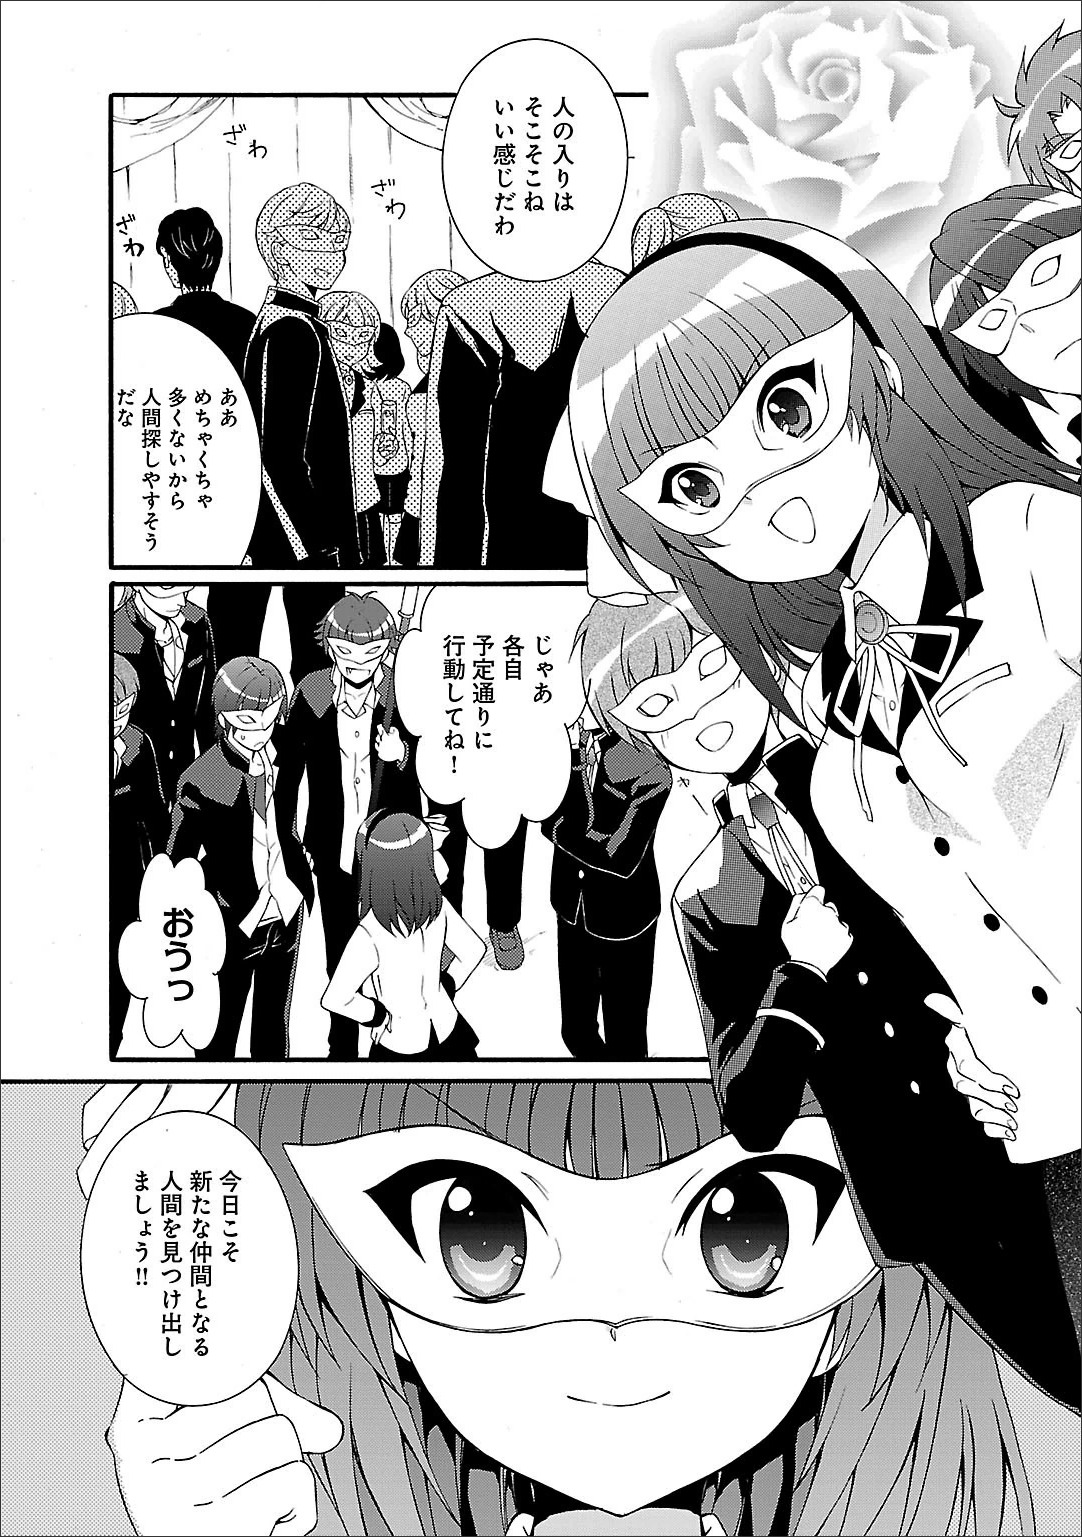 人の入りは
そこそこね
いい感じだわ
ざわ
ざわ
ざわ
ああ
めちゃくちゃ
多くないから
人間探しやすそう
だな
じゃあ
各自
予定通りに
行動してね！
おうっ
今日こそ
新たな仲間となる
人間を見つけ出し
ましょう!!